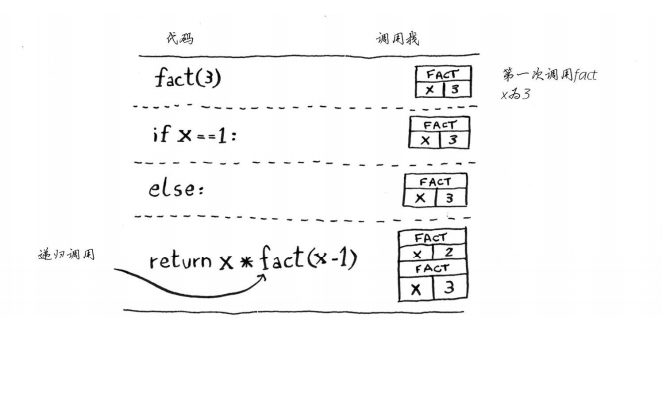 代码 调用栈
fact(3)
FACT
X 3
第一次调用fact
x为3
if x==1:
FACT
X 3
else:
FACT
X 3
递归调用
return x * fact(x-1)
FACT
X 2
FACT
X 3